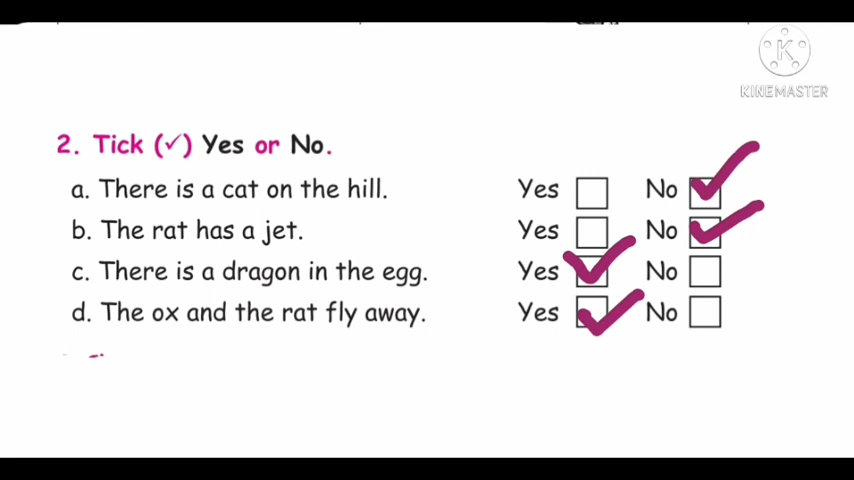 K
KINEMASTER
2. Tick (✓) Yes or No.
a. There is a cat on the hill. Yes No
b. The rat has a jet. Yes No
c. There is a dragon in the egg. Yes No
d. The ox and the rat fly away. Yes No